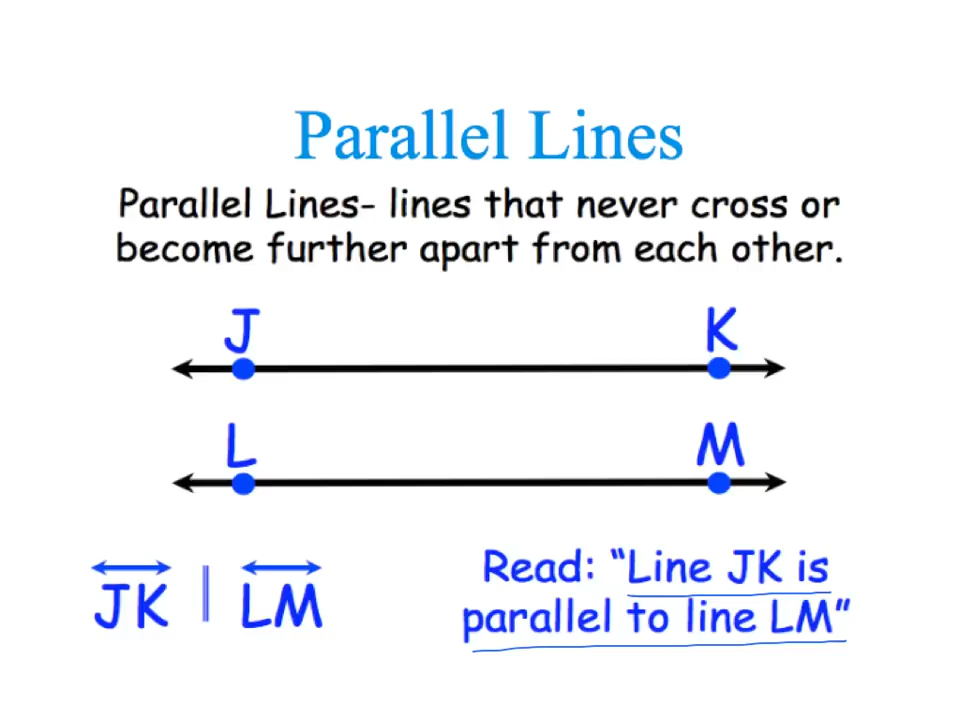 Parallel Lines
Parallel Lines- lines that never cross or
become further apart from each other.
J K
L M
JK || LM
Read: “Line JK is
parallel to line LM”